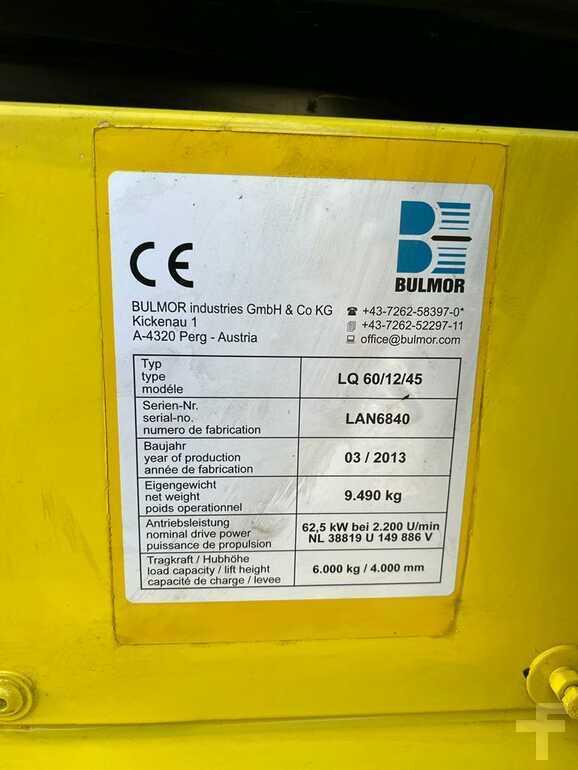 CE
BULMOR
BULMOR industries GmbH & Co KG
Kickenau 1
A-4320 Perg - Austria
☎ +43-7262-58397-0*
+43-7262-52297-11
office@bulmor.com
Typ
type
modéle
LQ 60/12/45
Serien-Nr.
serial-no.
numero de fabrication
LAN6840
Baujahr
year of production
année de fabrication
03 / 2013
Eigengewicht
net weight
poids operationnel
9.490 kg
Antriebsleistung
nominal drive power
puissance de propulsion
62,5 kW bei 2.200 U/min
NL 38819 U 149 886 V
Tragkraft / Hubhöhe
load capacity / lift height
capacité de charge / levee
6.000 kg / 4.000 mm